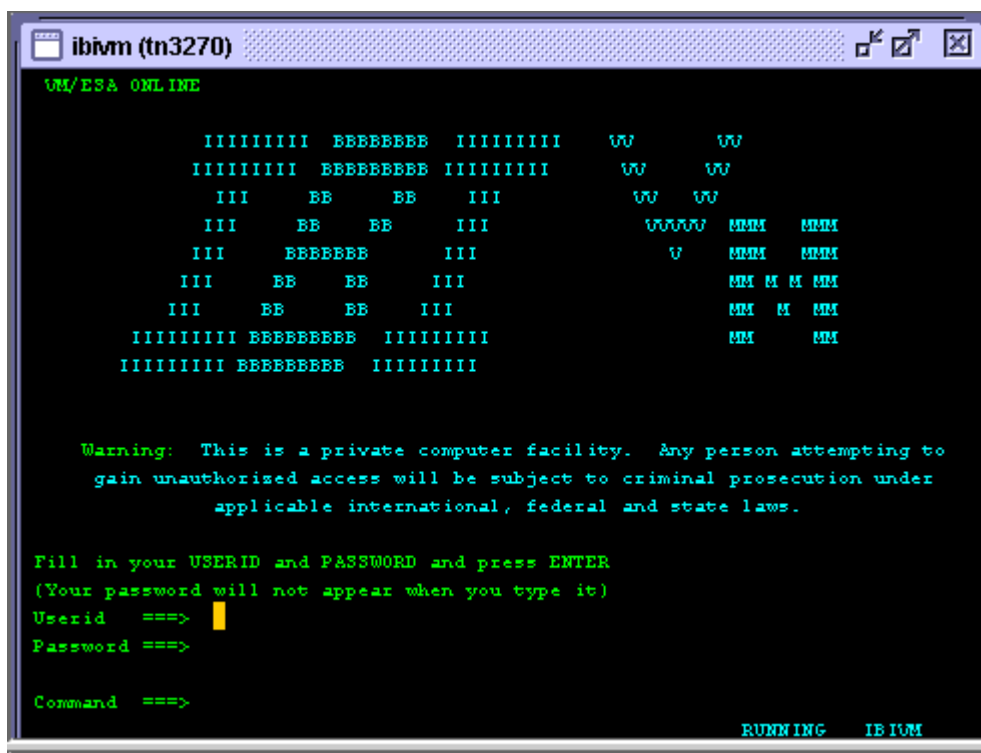 ibivm (tn3270)
VM/ESA ONLINE
IIIIIIIII BBBBBBBB IIIIIIIII VV VV
IIIIIIIII BBBBBBBBB IIIIIIIII VV VV
III BB BB III VV VV
III BB BB III VVVVV MMM MMM
III BBBBBBB III V MMM MMM
III BB BB III MM M M MM
III BB BB III MM M MM
IIIIIIIII BBBBBBBBB IIIIIIIII MM MM
IIIIIIIII BBBBBBBBB IIIIIIIII
Warning: This is a private computer facility. Any person attempting to
gain unauthorized access will be subject to criminal prosecution under
applicable international, federal and state laws.
Fill in your USERID and PASSWORD and press ENTER
(Your password will not appear when you type it)
Userid ===>
Password ===>
Command ===>
RUNNING IBIVM